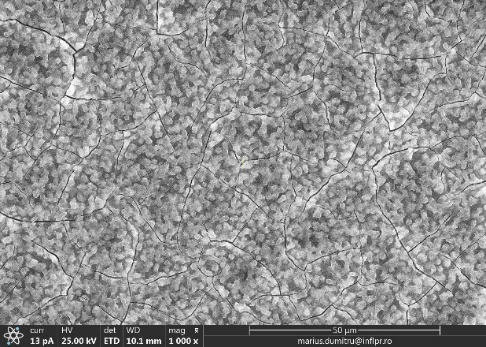 curr HV det WD mag 50 μm
13 pA 25.00 kV ETD 10.1 mm 1 000 x marius.dumitru@inflpr.ro